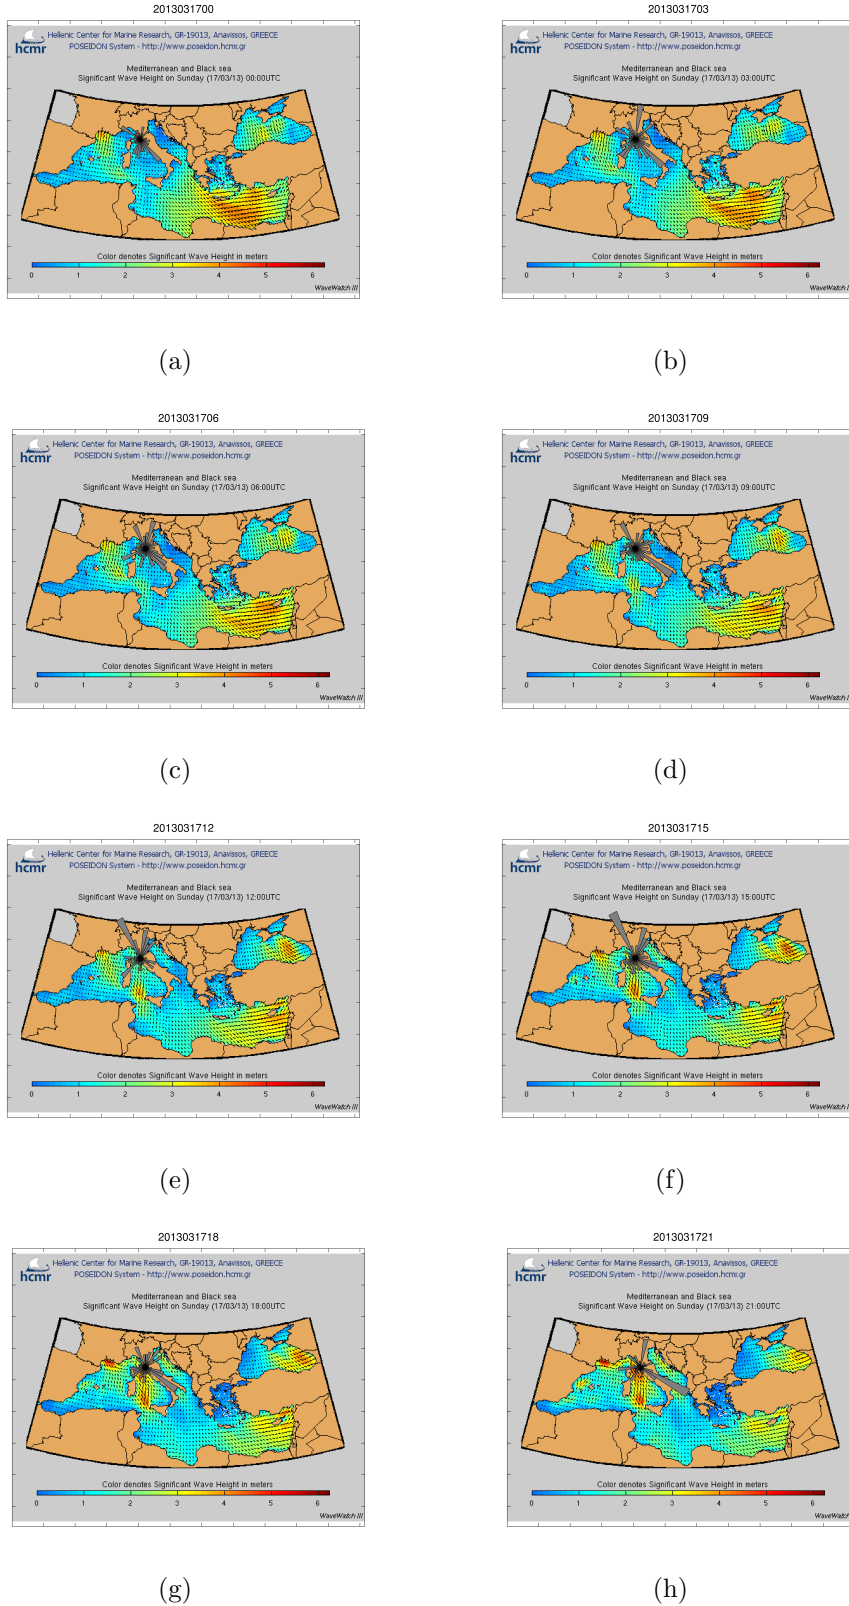 2013031700
2013031703
hcmr
Hellenic Center for Marine Research, GR-19013, Anavissos, GREECE
POSEIDON System - http://www.poseidon.hcmr.gr
Mediterranean and Black sea
Significant Wave Height on Sunday (17/03/13) 00:00UTC
Color denotes Significant Wave Height in meters
0 1 2 3 4 5 6
WaveWatch III
hcmr
Hellenic Center for Marine Research, GR-19013, Anavissos, GREECE
POSEIDON System - http://www.poseidon.hcmr.gr
Mediterranean and Black sea
Significant Wave Height on Sunday (17/03/13) 03:00UTC
Color denotes Significant Wave Height in meters
0 1 2 3 4 5 6
WaveWatch III
(a)
(b)
2013031706
2013031709
hcmr
Hellenic Center for Marine Research, GR-19013, Anavissos, GREECE
POSEIDON System - http://www.poseidon.hcmr.gr
Mediterranean and Black sea
Significant Wave Height on Sunday (17/03/13) 06:00UTC
Color denotes Significant Wave Height in meters
0 1 2 3 4 5 6
WaveWatch III
hcmr
Hellenic Center for Marine Research, GR-19013, Anavissos, GREECE
POSEIDON System - http://www.poseidon.hcmr.gr
Mediterranean and Black sea
Significant Wave Height on Sunday (17/03/13) 09:00UTC
Color denotes Significant Wave Height in meters
0 1 2 3 4 5 6
WaveWatch III
(c)
(d)
2013031712
2013031715
hcmr
Hellenic Center for Marine Research, GR-19013, Anavissos, GREECE
POSEIDON System - http://www.poseidon.hcmr.gr
Mediterranean and Black sea
Significant Wave Height on Sunday (17/03/13) 12:00UTC
Color denotes Significant Wave Height in meters
0 1 2 3 4 5 6
WaveWatch III
hcmr
Hellenic Center for Marine Research, GR-19013, Anavissos, GREECE
POSEIDON System - http://www.poseidon.hcmr.gr
Mediterranean and Black sea
Significant Wave Height on Sunday (17/03/13) 15:00UTC
Color denotes Significant Wave Height in meters
0 1 2 3 4 5 6
WaveWatch III
(e)
(f)
2013031718
2013031721
hcmr
Hellenic Center for Marine Research, GR-19013, Anavissos, GREECE
POSEIDON System - http://www.poseidon.hcmr.gr
Mediterranean and Black sea
Significant Wave Height on Sunday (17/03/13) 18:00UTC
Color denotes Significant Wave Height in meters
0 1 2 3 4 5 6
WaveWatch III
hcmr
Hellenic Center for Marine Research, GR-19013, Anavissos, GREECE
POSEIDON System - http://www.poseidon.hcmr.gr
Mediterranean and Black sea
Significant Wave Height on Sunday (17/03/13) 21:00UTC
Color denotes Significant Wave Height in meters
0 1 2 3 4 5 6
WaveWatch III
(g)
(h)